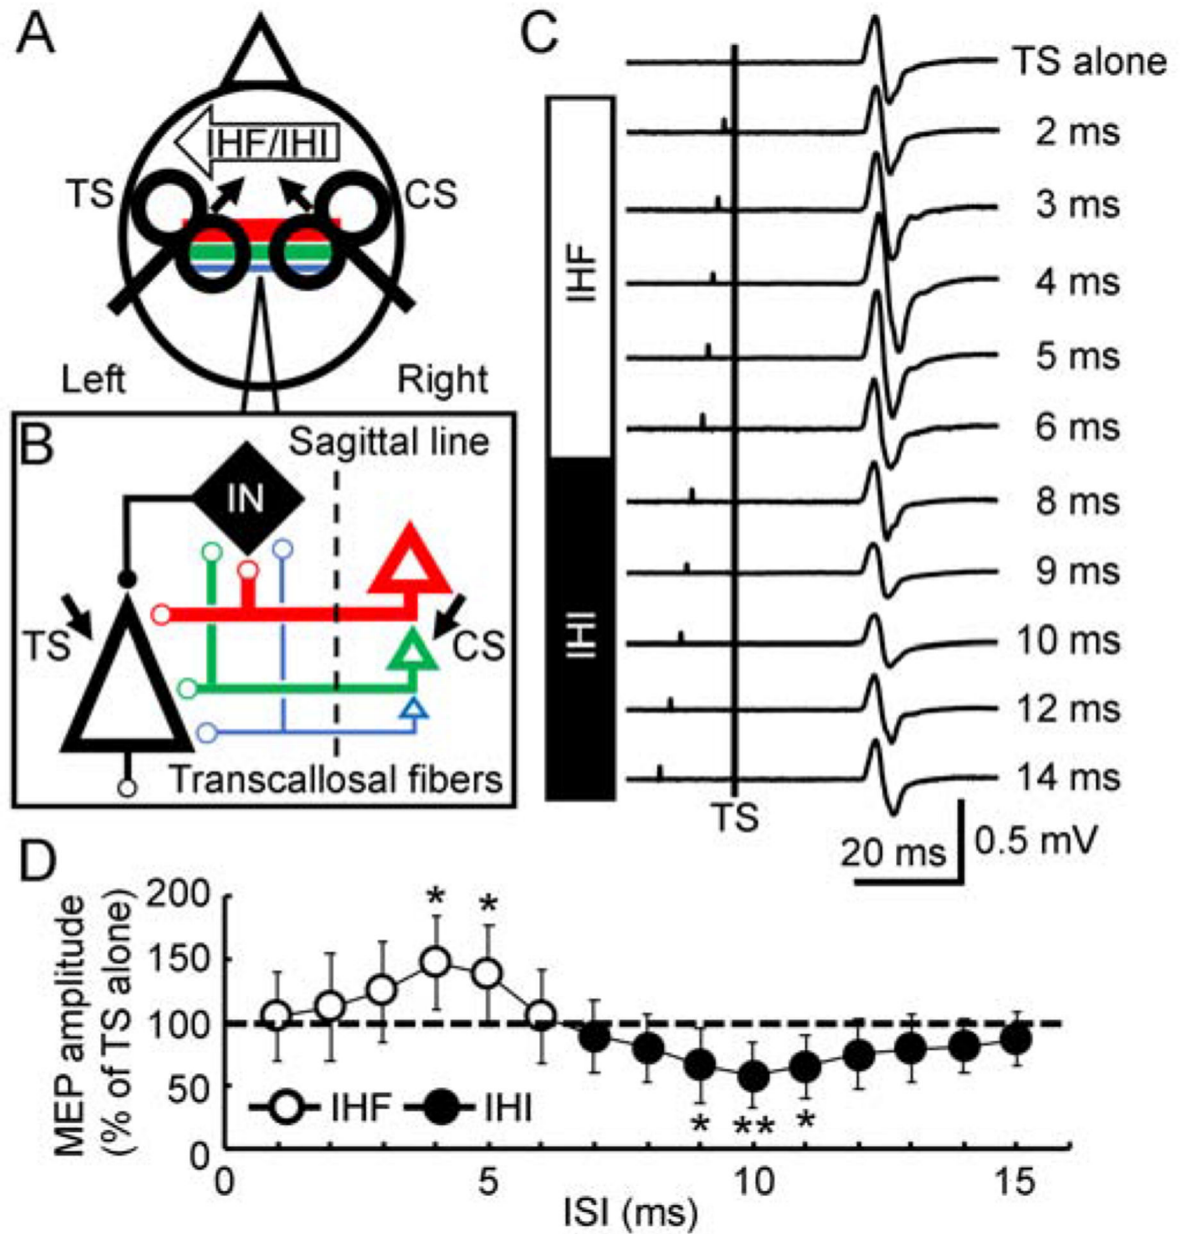 A
IHF/IHI
TS
CS
Left
Right
B
Sagittal line
IN
TS
CS
Transcallosal fibers
C
TS alone
2 ms
3 ms
4 ms
5 ms
6 ms
8 ms
9 ms
10 ms
12 ms
14 ms
IHF
IHI
TS
20 ms
0.5 mV
D
MEP amplitude
(% of TS alone)
200
150
100
50
0
* *
* ** *
IHF IHI
0 5 10 15
ISI (ms)